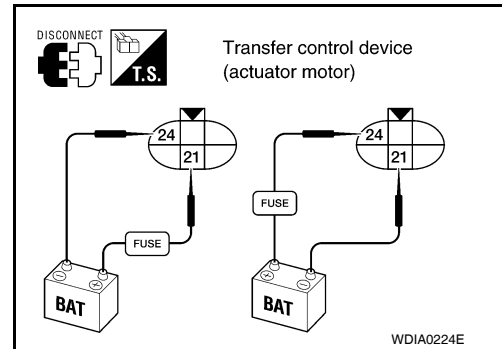 DISCONNECT
T.S.
Transfer control device
(actuator motor)
24
21
FUSE
BAT
24
21
FUSE
BAT
WDIA0224E